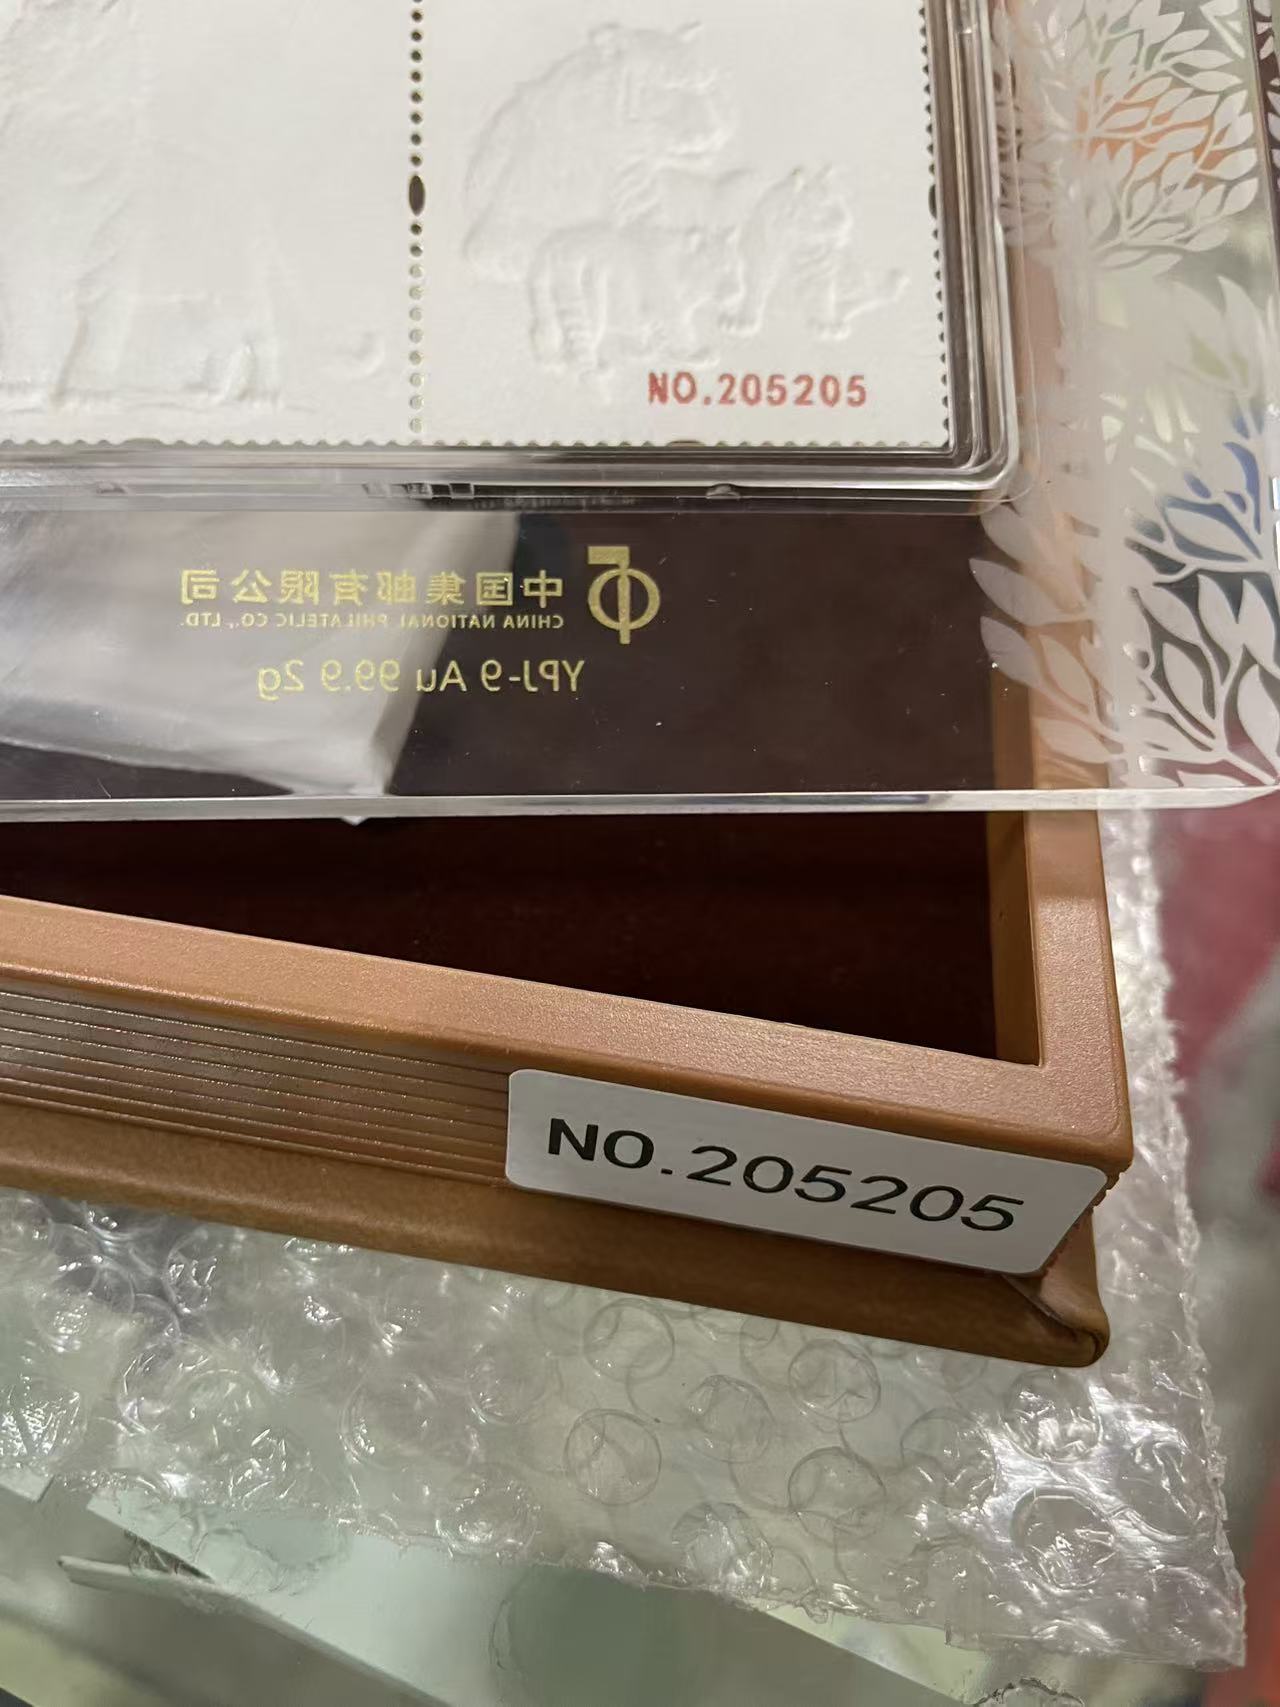 NO.205205
中国集邮有限公司
CHINA NATIONAL PHILATELIC CO., LTD.
YPJ-9 Au 99.9 2g
NO.205205